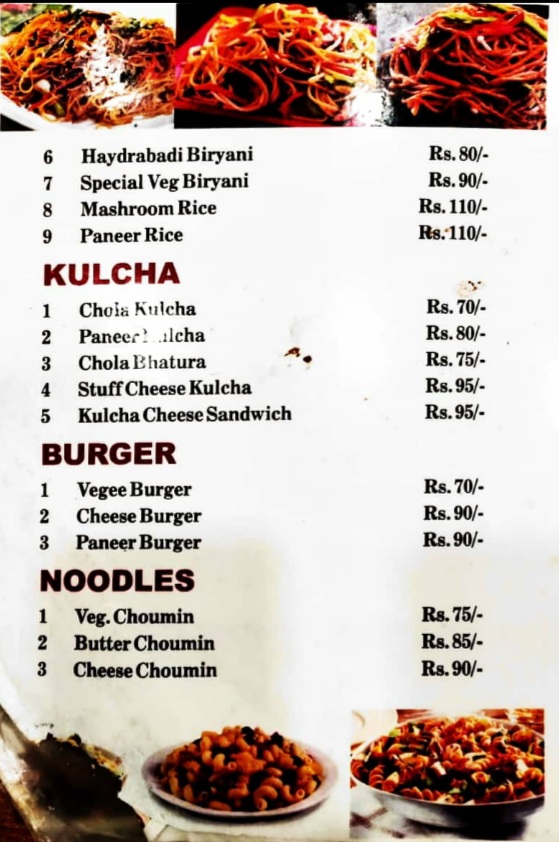 6 Haydrabadi Biryani Rs. 80/-
7 Special Veg Biryani Rs. 90/-
8 Mashroom Rice Rs. 110/-
9 Paneer Rice Rs. 110/-
KULCHA
1 Chola Kulcha Rs. 70/-
2 Paneer Rs. 80/-
3 Chola Bhatura Rs. 75/-
4 Stuff Cheese Kulcha Rs. 95/-
5 Kulcha Cheese Sandwich Rs. 95/-
BURGER
1 Vegee Burger Rs. 70/-
2 Cheese Burger Rs. 90/-
3 Paneer Burger Rs. 90/-
NOODLES
1 Veg. Choumin Rs. 75/-
2 Butter Choumin Rs. 85/-
3 Cheese Choumin Rs. 90/-